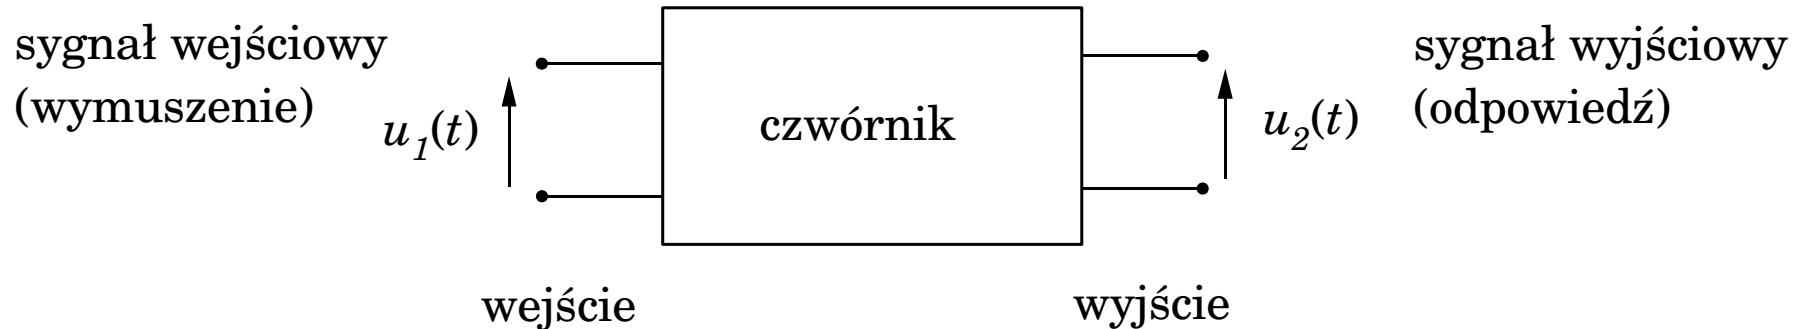 sygnał wejściowy
(wymuszenie)
u₁(t)
czwórnik
u₂(t)
sygnał wyjściowy
(odpowiedź)
wejście
wyjście